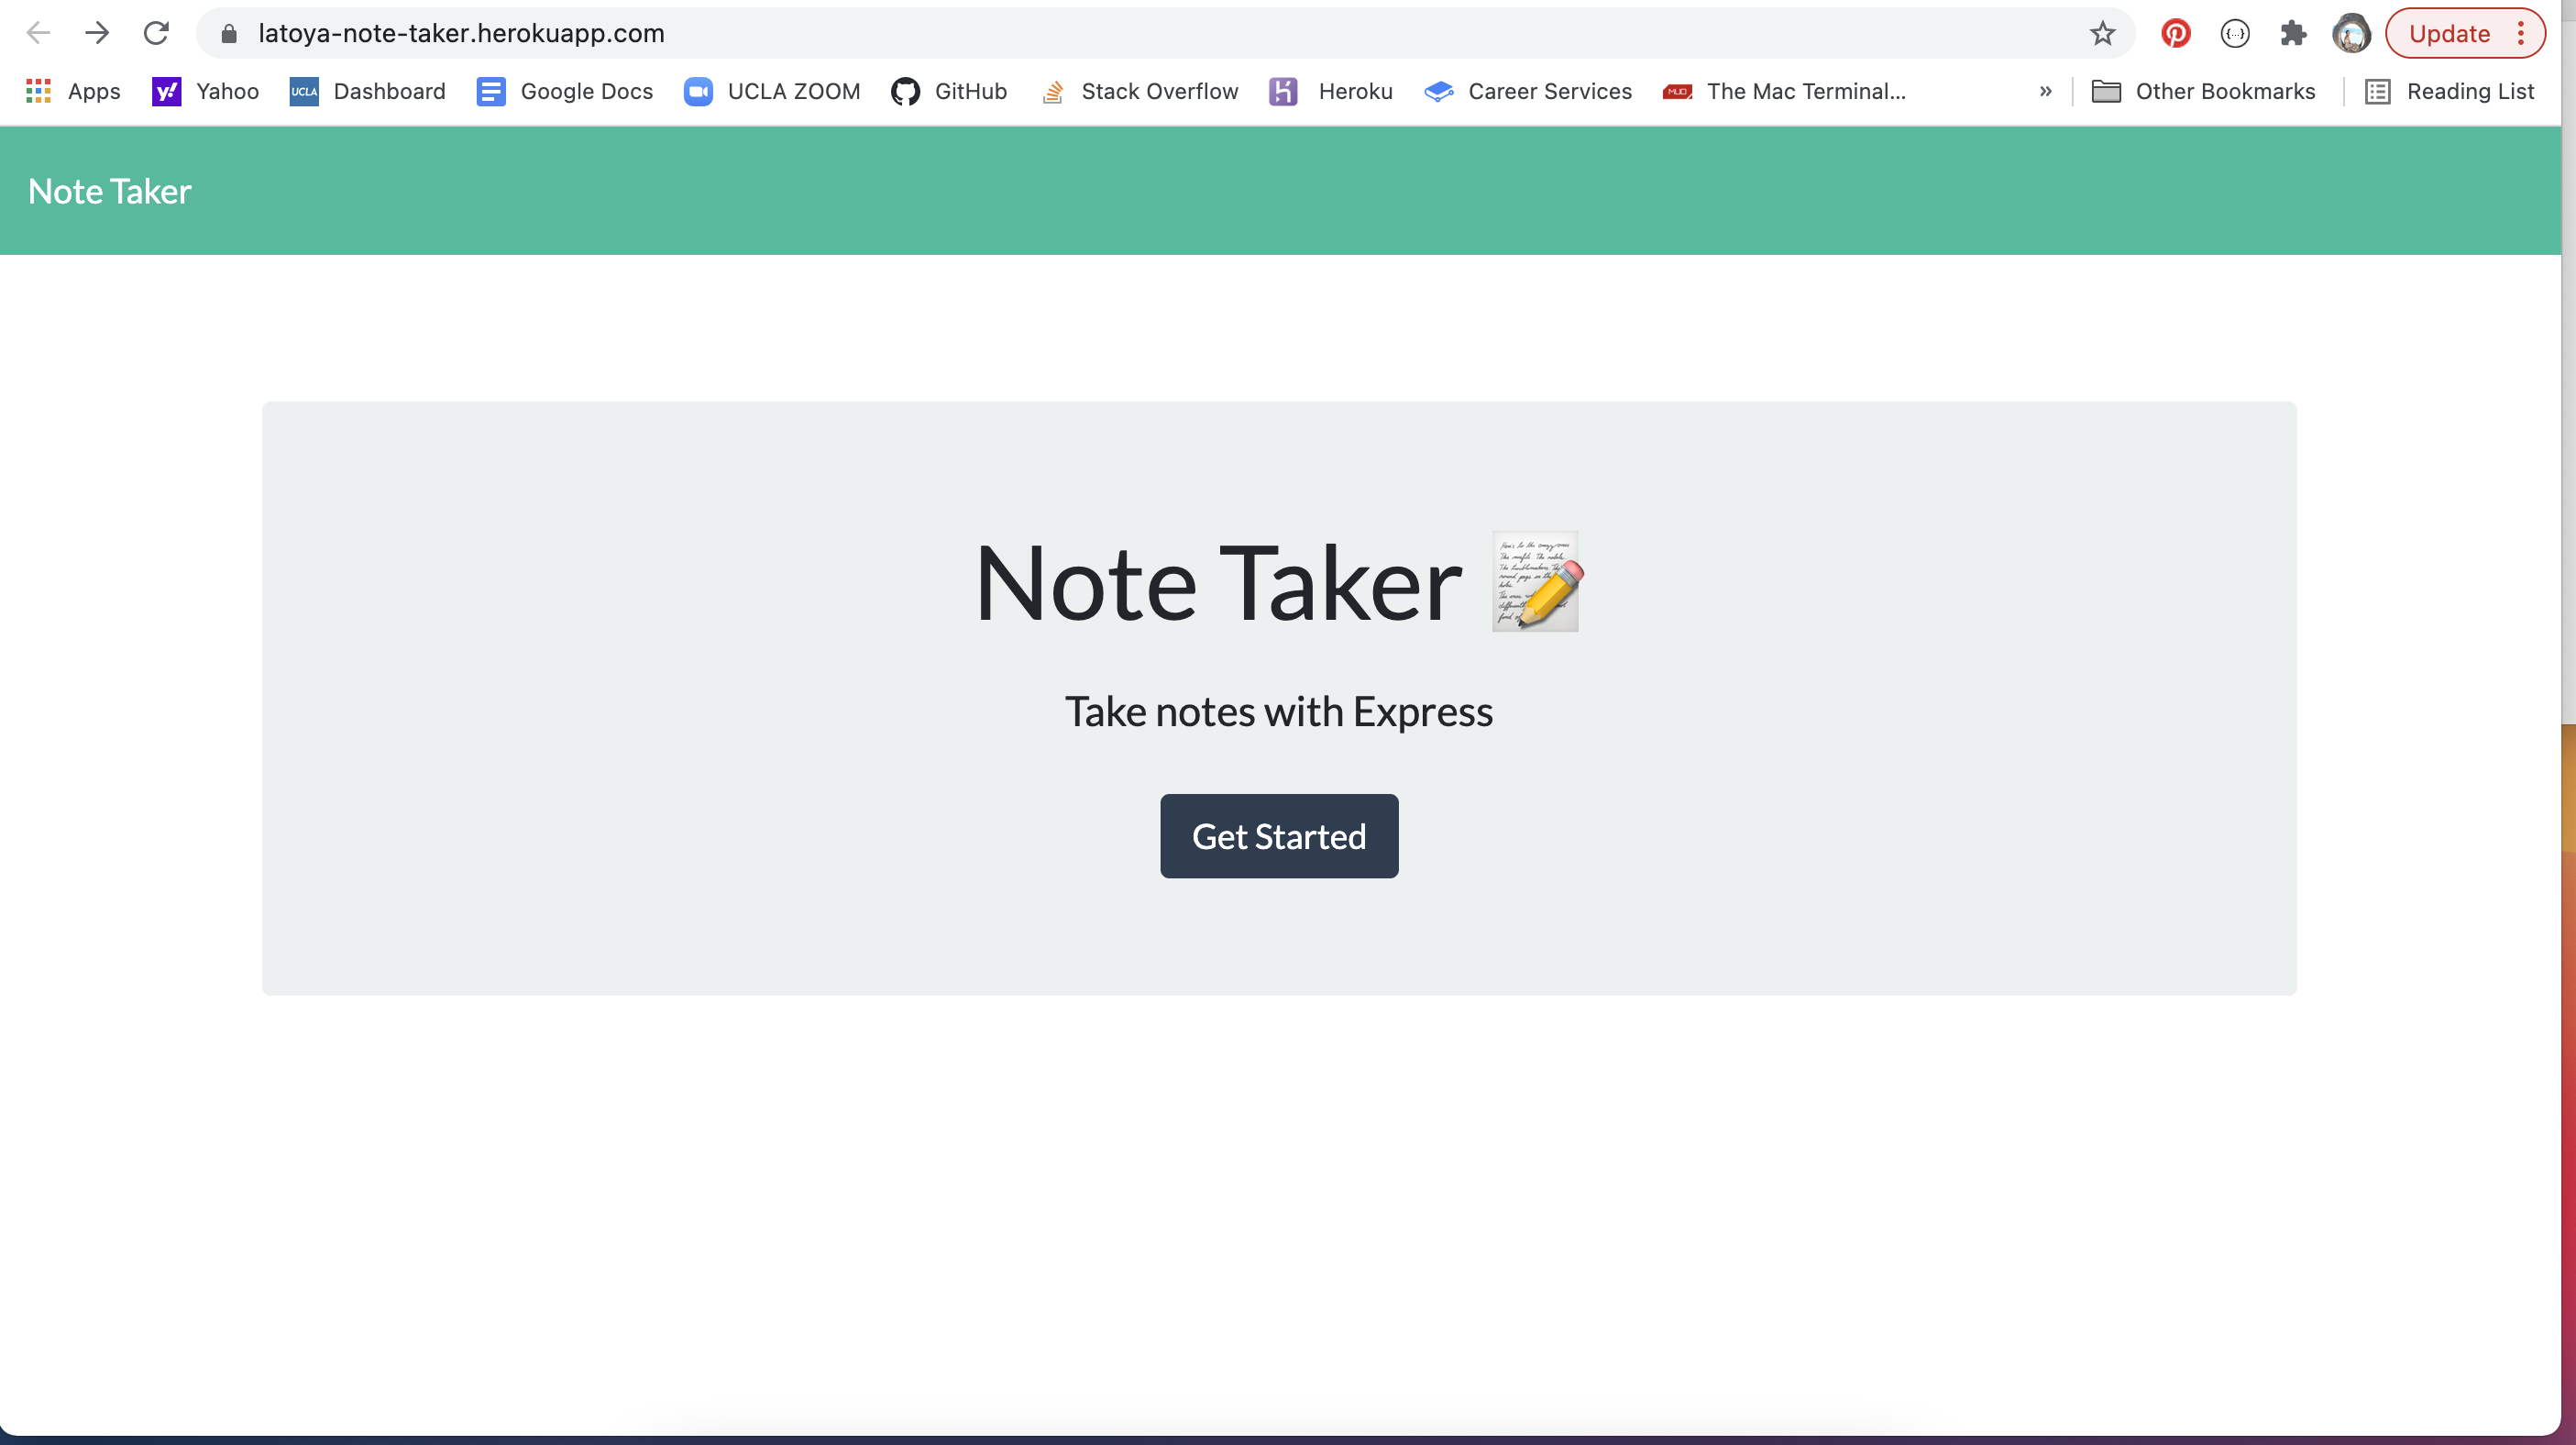 latoya-note-taker.herokuapp.com
Update
Apps
Yahoo
UCLA
Dashboard
Google Docs
UCLA ZOOM
GitHub
Stack Overflow
Heroku
Career Services
The Mac Terminal...
»
Other Bookmarks
Reading List
Note Taker
Note Taker
Take notes with Express
Get Started